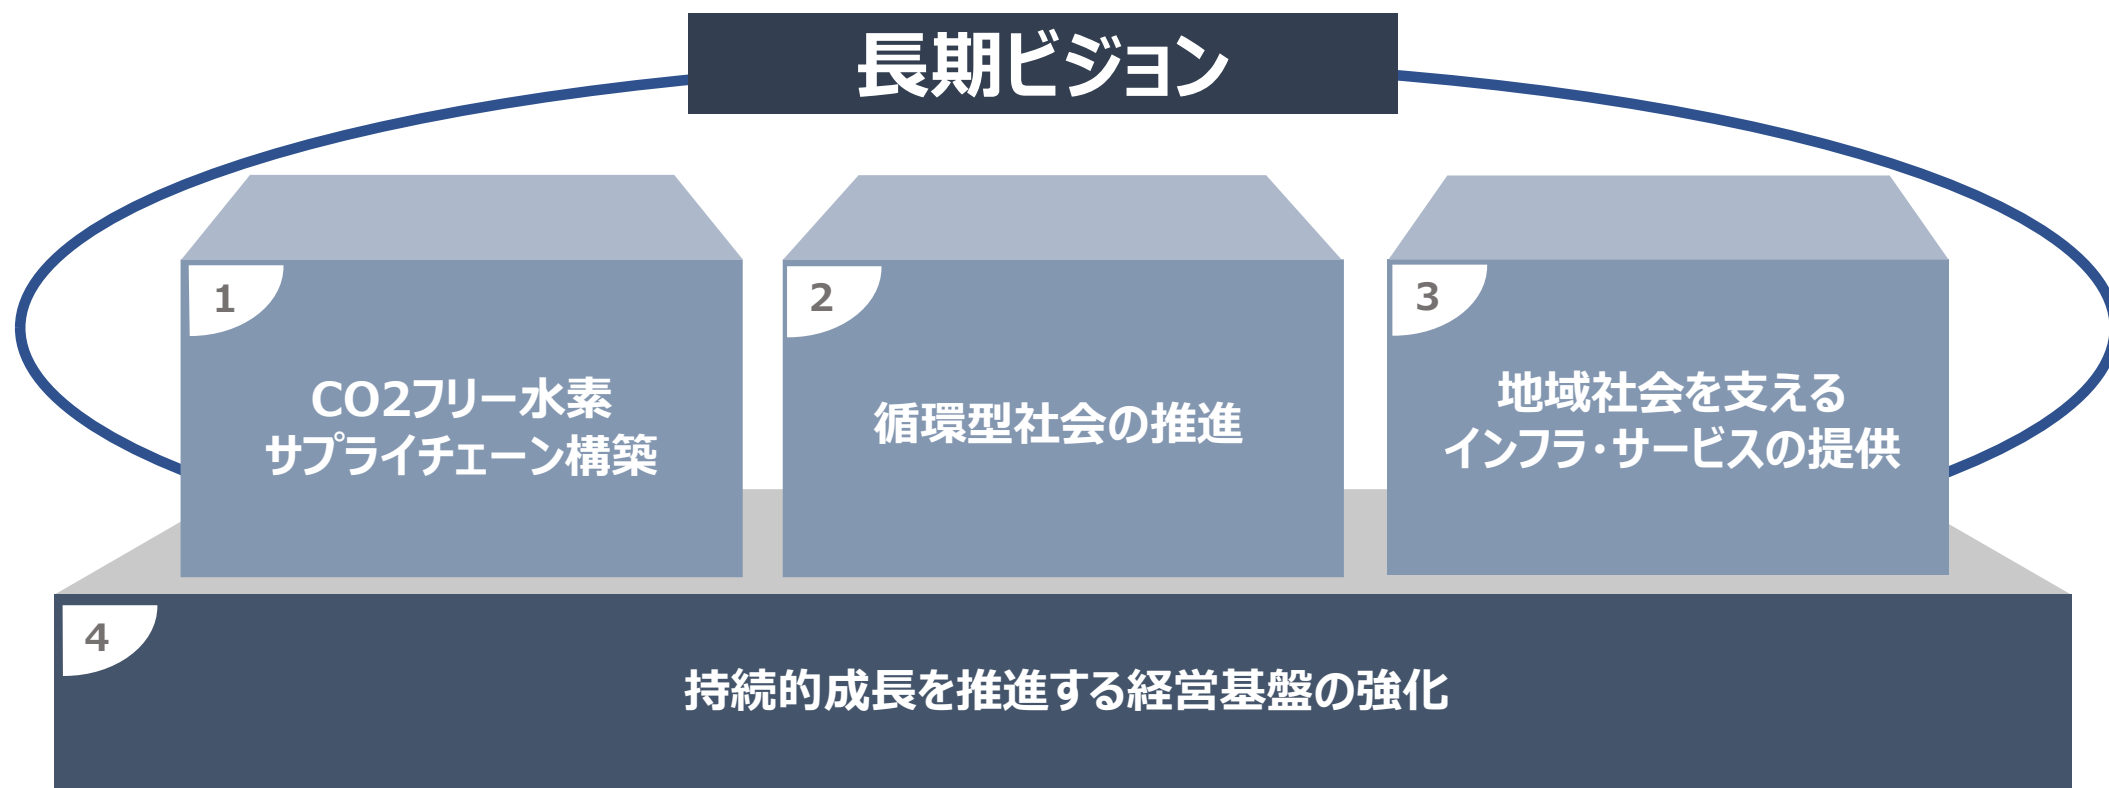 長期ビジョン
1
CO2フリー水素
サプライチェーン構築
2
循環型社会の推進
3
地域社会を支える
インフラ・サービスの提供
4
持続的成長を推進する経営基盤の強化